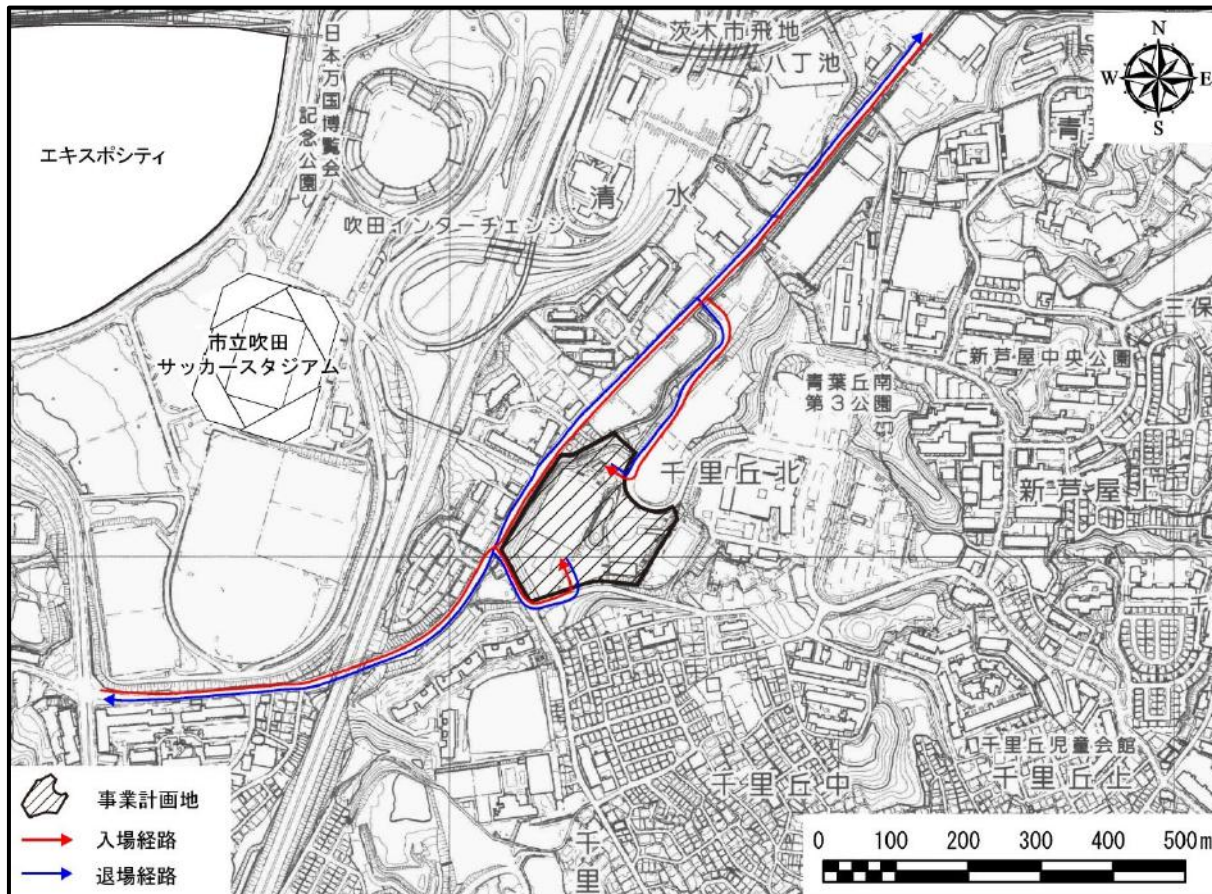 茨木市飛地
八丁池
N
W E
S
青
日本万国博覧会
記念公園
エキスポシティ
清水
吹田インターチェンジ
市立吹田
サッカースタジアム
三保
新芦屋中央公園
青葉丘南
第3公園
千里丘北
新芦屋上
千
千里丘児童会館
千里丘上
千里丘中
千里
事業計画地
入場経路
退場経路
0 100 200 300 400 500m